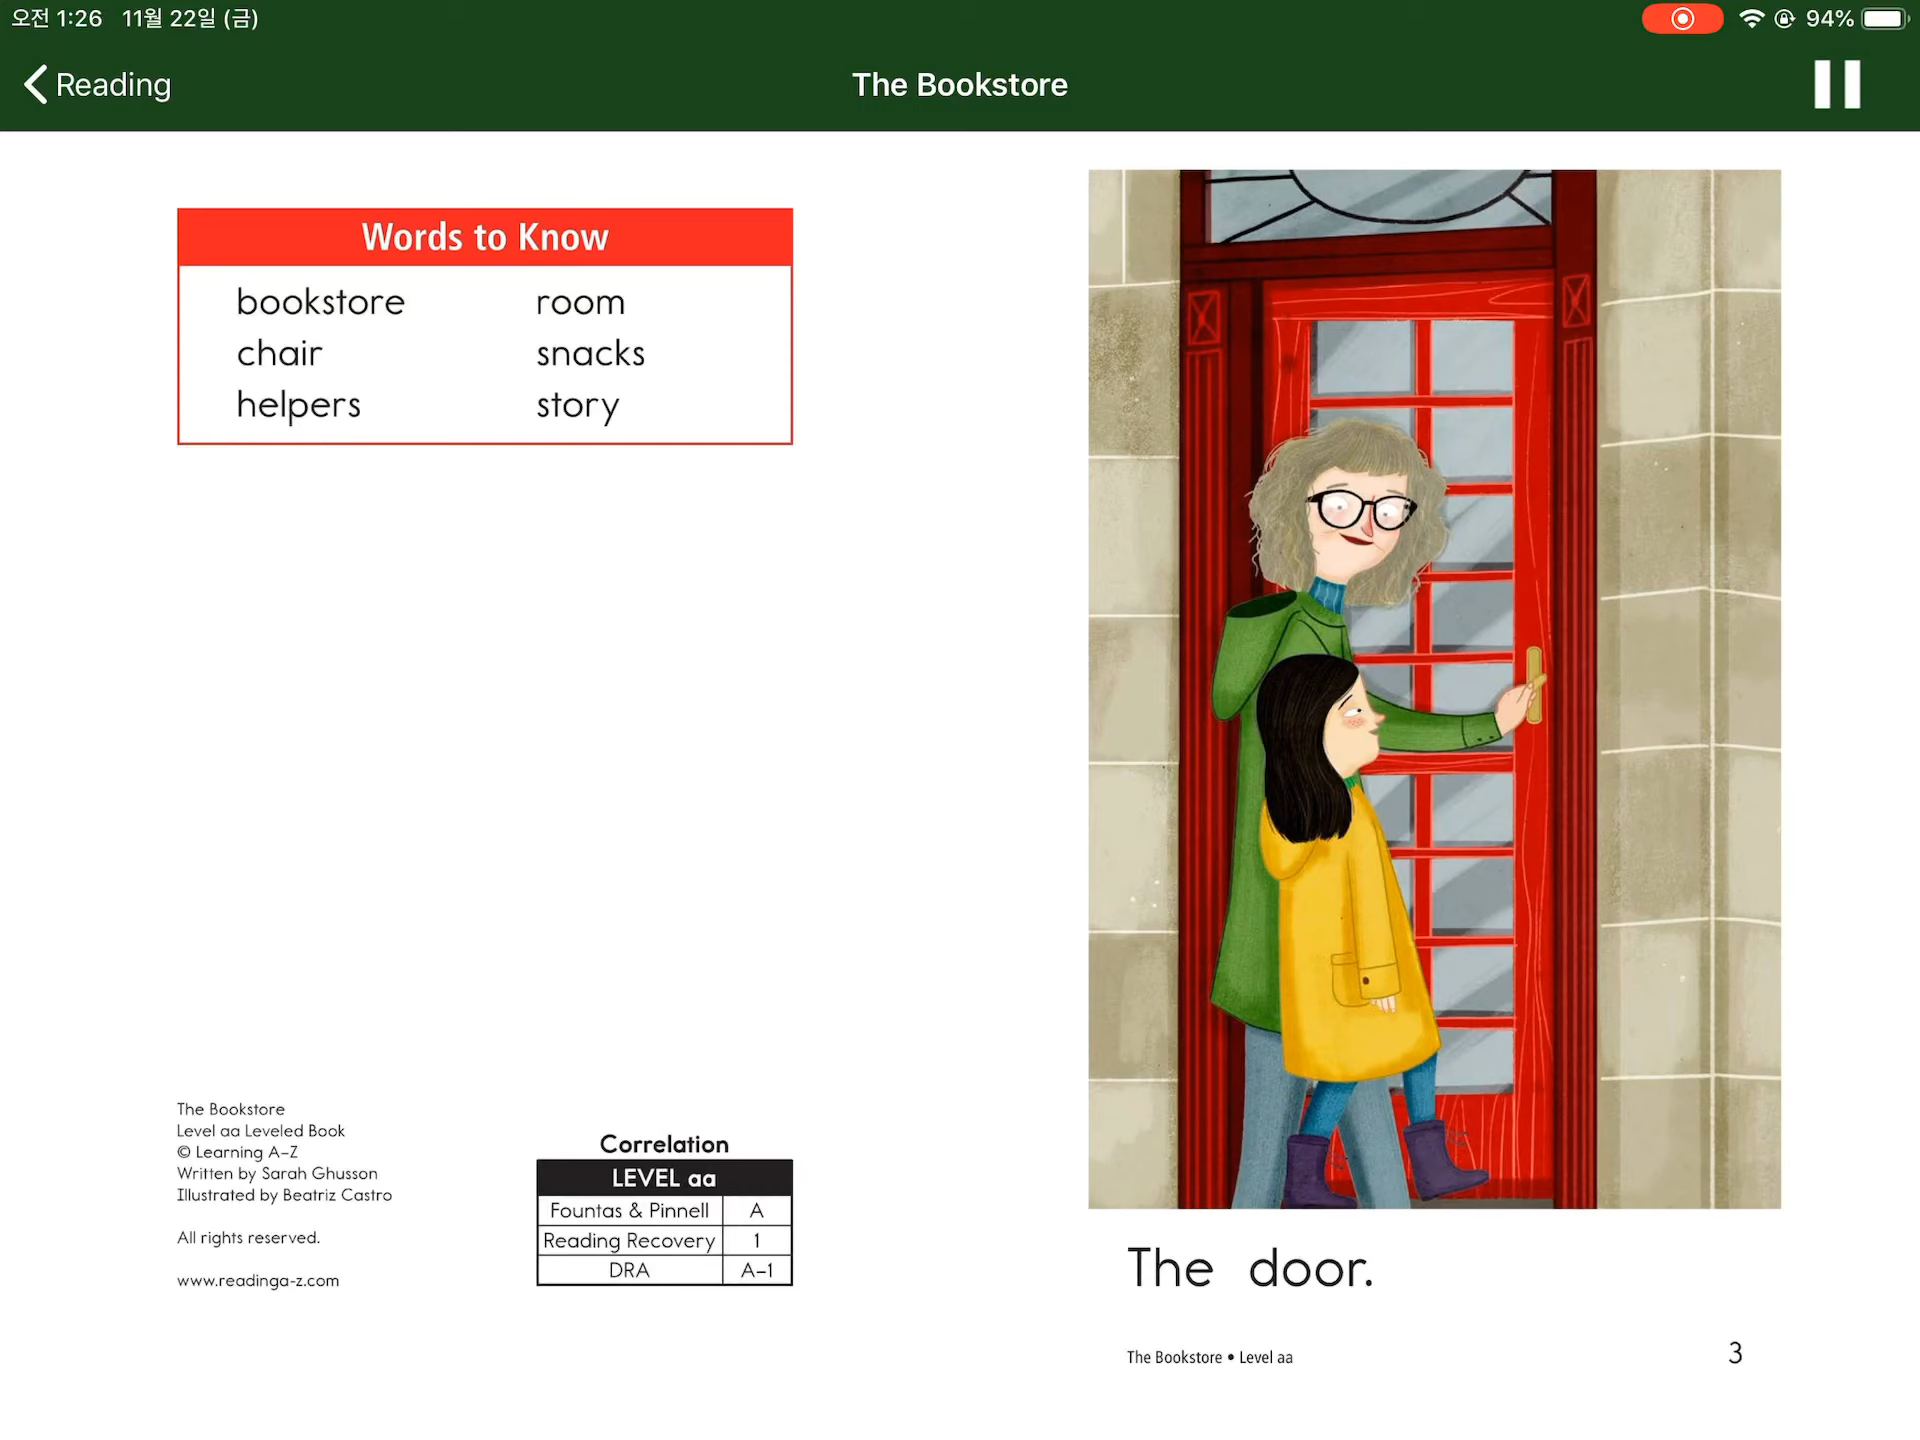 오전 1:26 11월 22일 (금)
94%
Reading
The Bookstore
Words to Know
bookstore room
chair snacks
helpers story
The Bookstore
Level aa Leveled Book
© Learning A–Z
Written by Sarah Ghusson
Illustrated by Beatriz Castro
All rights reserved.
www.readinga-z.com
Correlation
LEVEL aa
Fountas & Pinnell A
Reading Recovery 1
DRA A–1
The door.
The Bookstore • Level aa
3